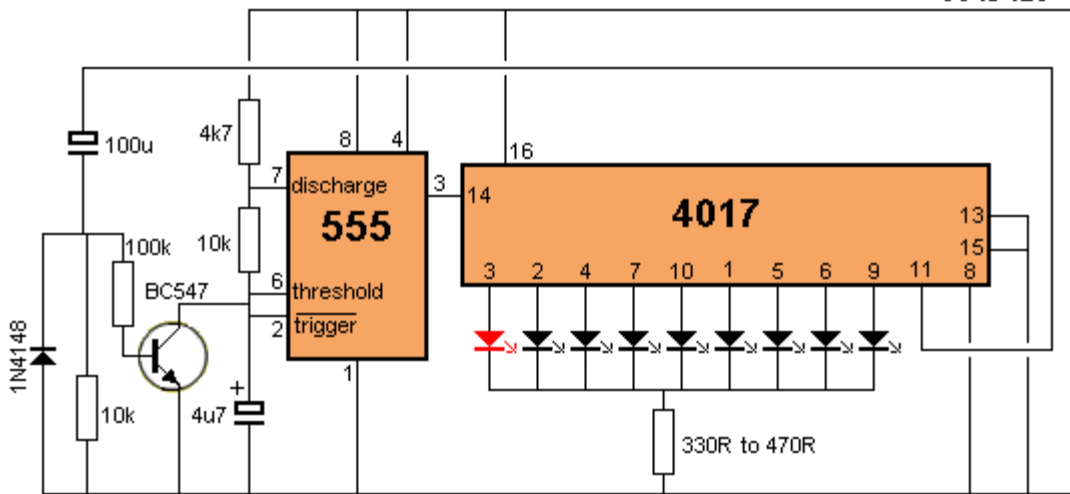 8
4
16
4k7
100u
7
discharge
3
14
4017
13
555
100k
10k
15
6
threshold
3
2
4
7
10
1
5
6
9
11
8
BC547
2
trigger
1N4148
1
+
4u7
10k
330R to 470R